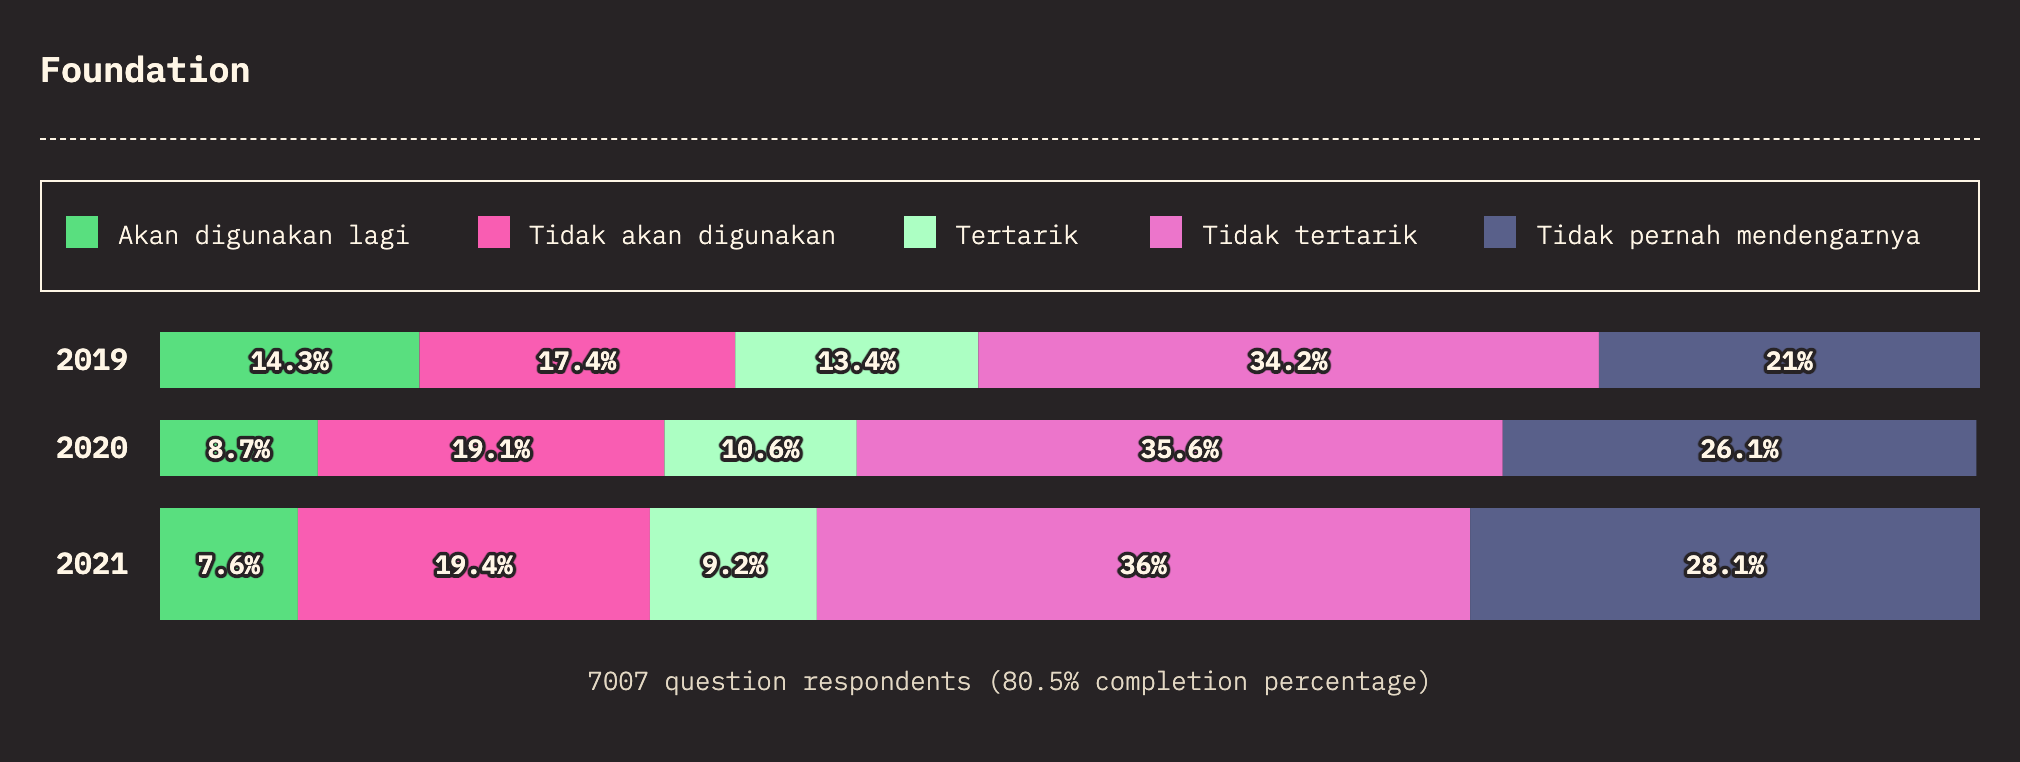 Foundation
Akan digunakan lagi Tidak akan digunakan Tertarik Tidak tertarik Tidak pernah mendengarnya
2019 14.3% 17.4% 13.4% 34.2% 21%
2020 8.7% 19.1% 10.6% 35.6% 26.1%
2021 7.6% 19.4% 9.2% 36% 28.1%
7007 question respondents (80.5% completion percentage)